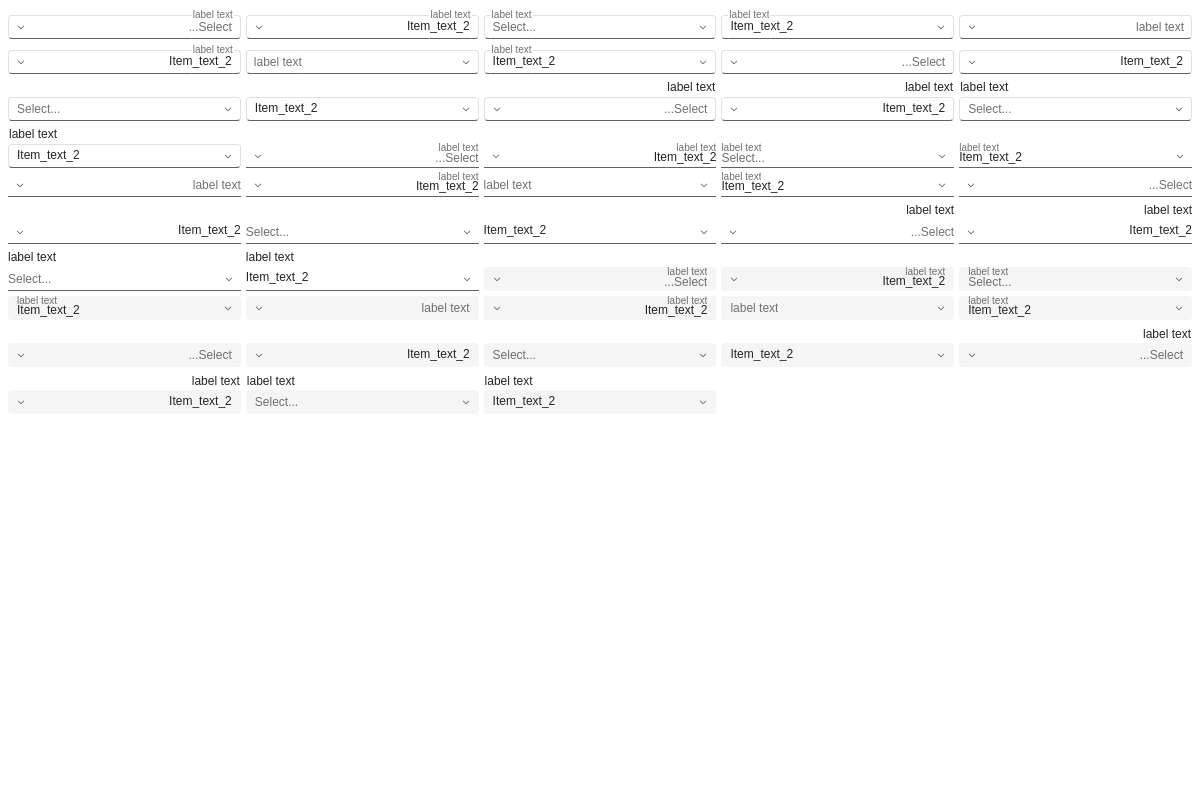 label text label text label text label text
...Select Item_text_2 Select... Item_text_2 label text
label text label text
Item_text_2 label text Item_text_2 ...Select Item_text_2
label text label text label text
Select... Item_text_2 ...Select Item_text_2 Select...
label text
label text label text label text label text
Item_text_2 ...Select Item_text_2 Select... Item_text_2
label text label text
label text Item_text_2 label text Item_text_2 ...Select
label text label text
Item_text_2 Select... Item_text_2 ...Select Item_text_2
label text label text
label text label text label text
Select... Item_text_2 ...Select Item_text_2 Select...
label text label text label text
Item_text_2 label text Item_text_2 label text Item_text_2
label text
...Select Item_text_2 Select... Item_text_2 ...Select
label text label text label text
Item_text_2 Select... Item_text_2